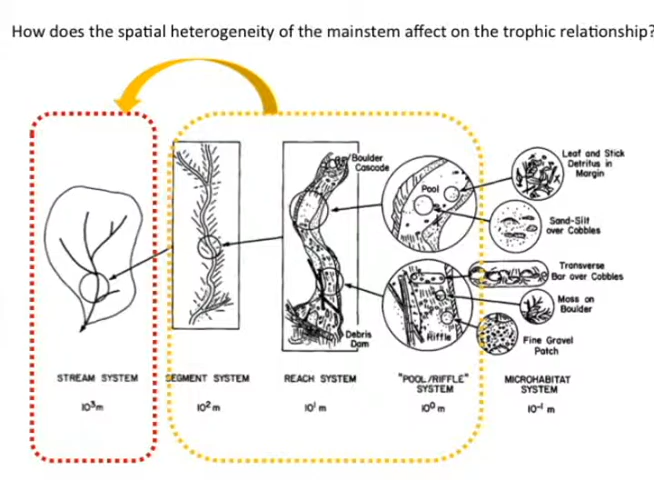 How does the spatial heterogeneity of the mainstem affect on the trophic relationship?
Boulder
Cascade
Pool
Leaf and Stick
Detritus in
Margin
Sand-Silt
over Cobbles
Transverse
Bar over Cobbles
Moss on
Boulder
Riffle
Fine Gravel
Patch
Debris
Dam
STREAM SYSTEM
SEGMENT SYSTEM
REACH SYSTEM
"POOL/RIFFLE"
SYSTEM
MICROHABITAT
SYSTEM
10³m
10² m
10¹ m
10⁰ m
10⁻¹ m